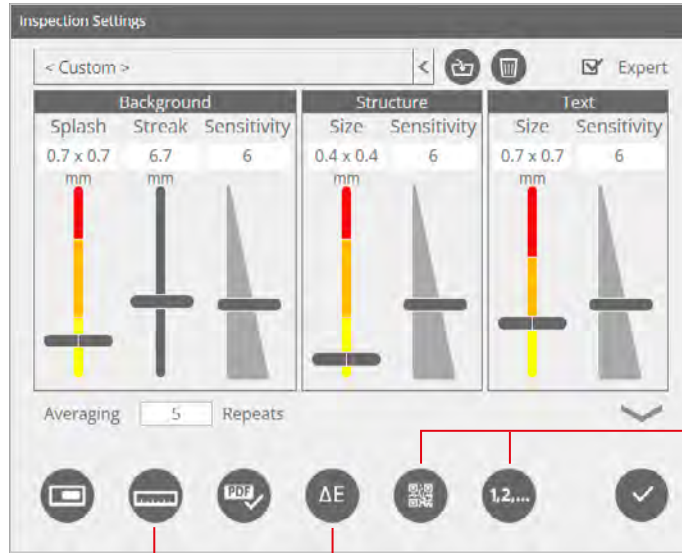 Inspection Settings
< Custom > < Expert
Background Structure Text
Splash Streak Sensitivity Size Sensitivity Size Sensitivity
0.7 x 0.7 6.7 6 0.4 x 0.4 6 0.7 x 0.7 6
mm mm mm mm
Averaging 5 Repeats
PDF ΔE 1,2,...